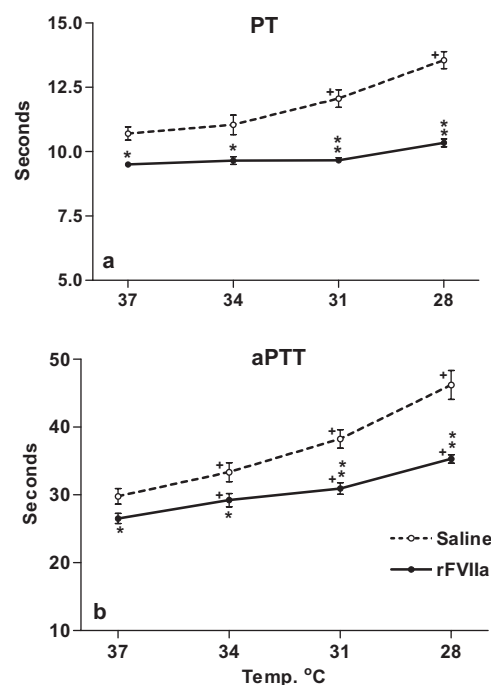 PT
15.0
+
12.5
+
Seconds
10.0
* * ** **
7.5
a
5.0
37 34 31 28
aPTT
50
+
40
+
+
**
Seconds
30
+ + ** +
* *
20
Saline
rFVIIa
b
10
37 34 31 28
Temp. °C